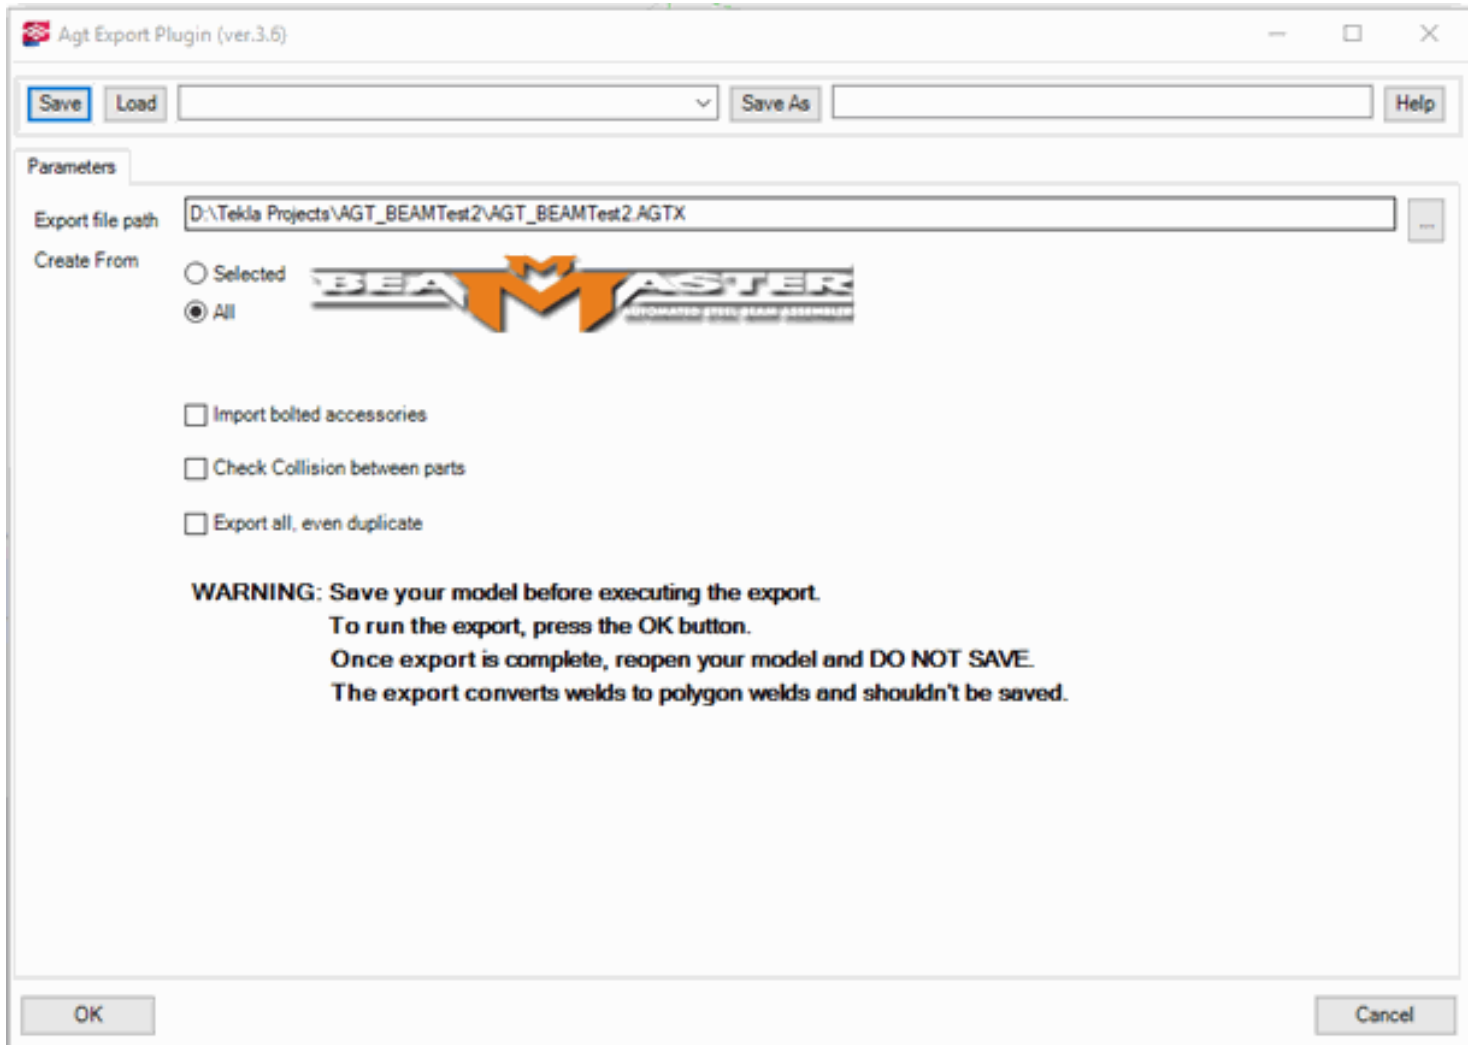 Agt Export Plugin (ver.3.6)
Save Load Save As Help
Parameters
Export file path D:\Tekla Projects\AGT_BEAMTest2\AGT_BEAMTest2.AGTX ...
Create From
Selected
All
BEAMMASTER
AUTOMATED STEEL BEAM ASSEMBLER
Import bolted accessories
Check Collision between parts
Export all, even duplicate
WARNING: Save your model before executing the export.
To run the export, press the OK button.
Once export is complete, reopen your model and DO NOT SAVE.
The export converts welds to polygon welds and shouldn't be saved.
OK Cancel